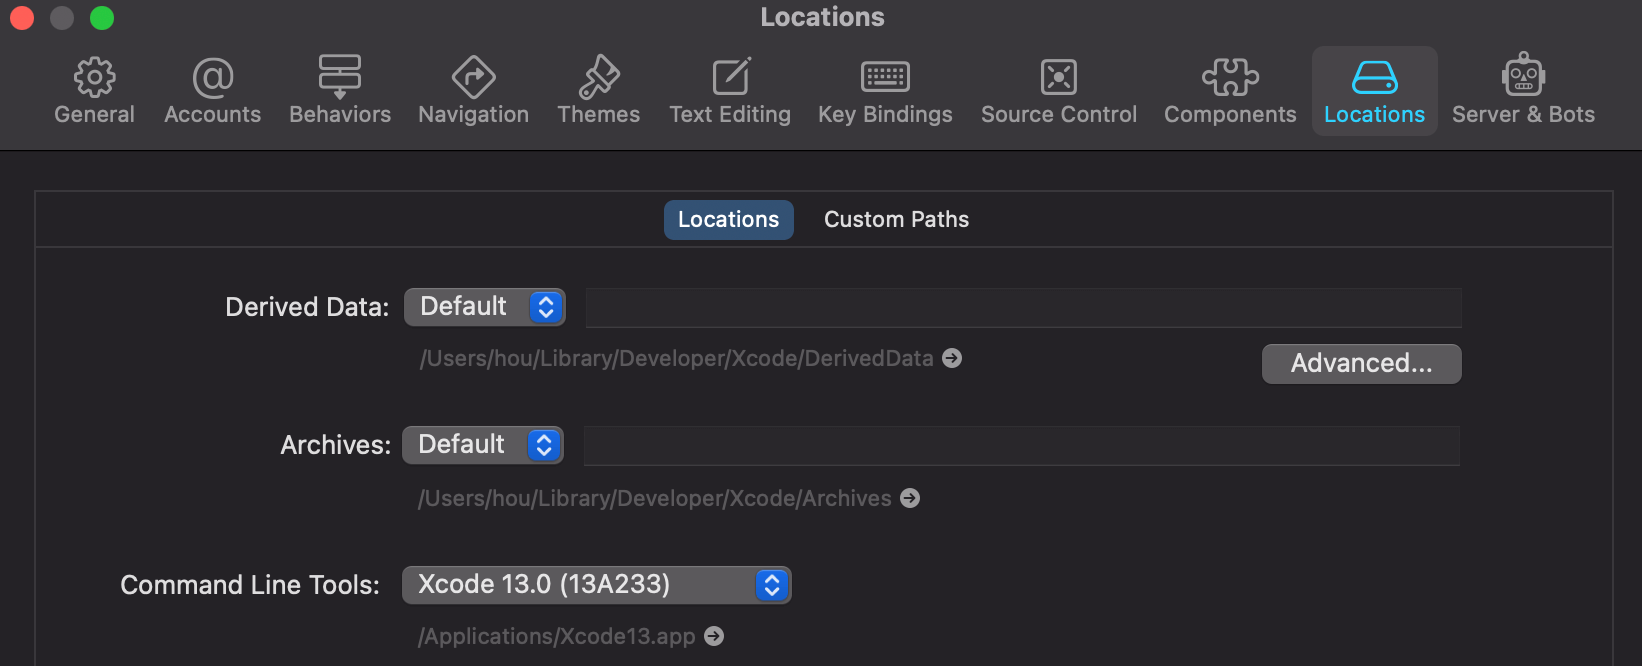 Locations
General Accounts Behaviors Navigation Themes Text Editing Key Bindings Source Control Components Locations Server & Bots
Locations Custom Paths
Derived Data: Default
/Users/hou/Library/Developer/Xcode/DerivedData
Advanced...
Archives: Default
/Users/hou/Library/Developer/Xcode/Archives
Command Line Tools: Xcode 13.0 (13A233)
/Applications/Xcode13.app